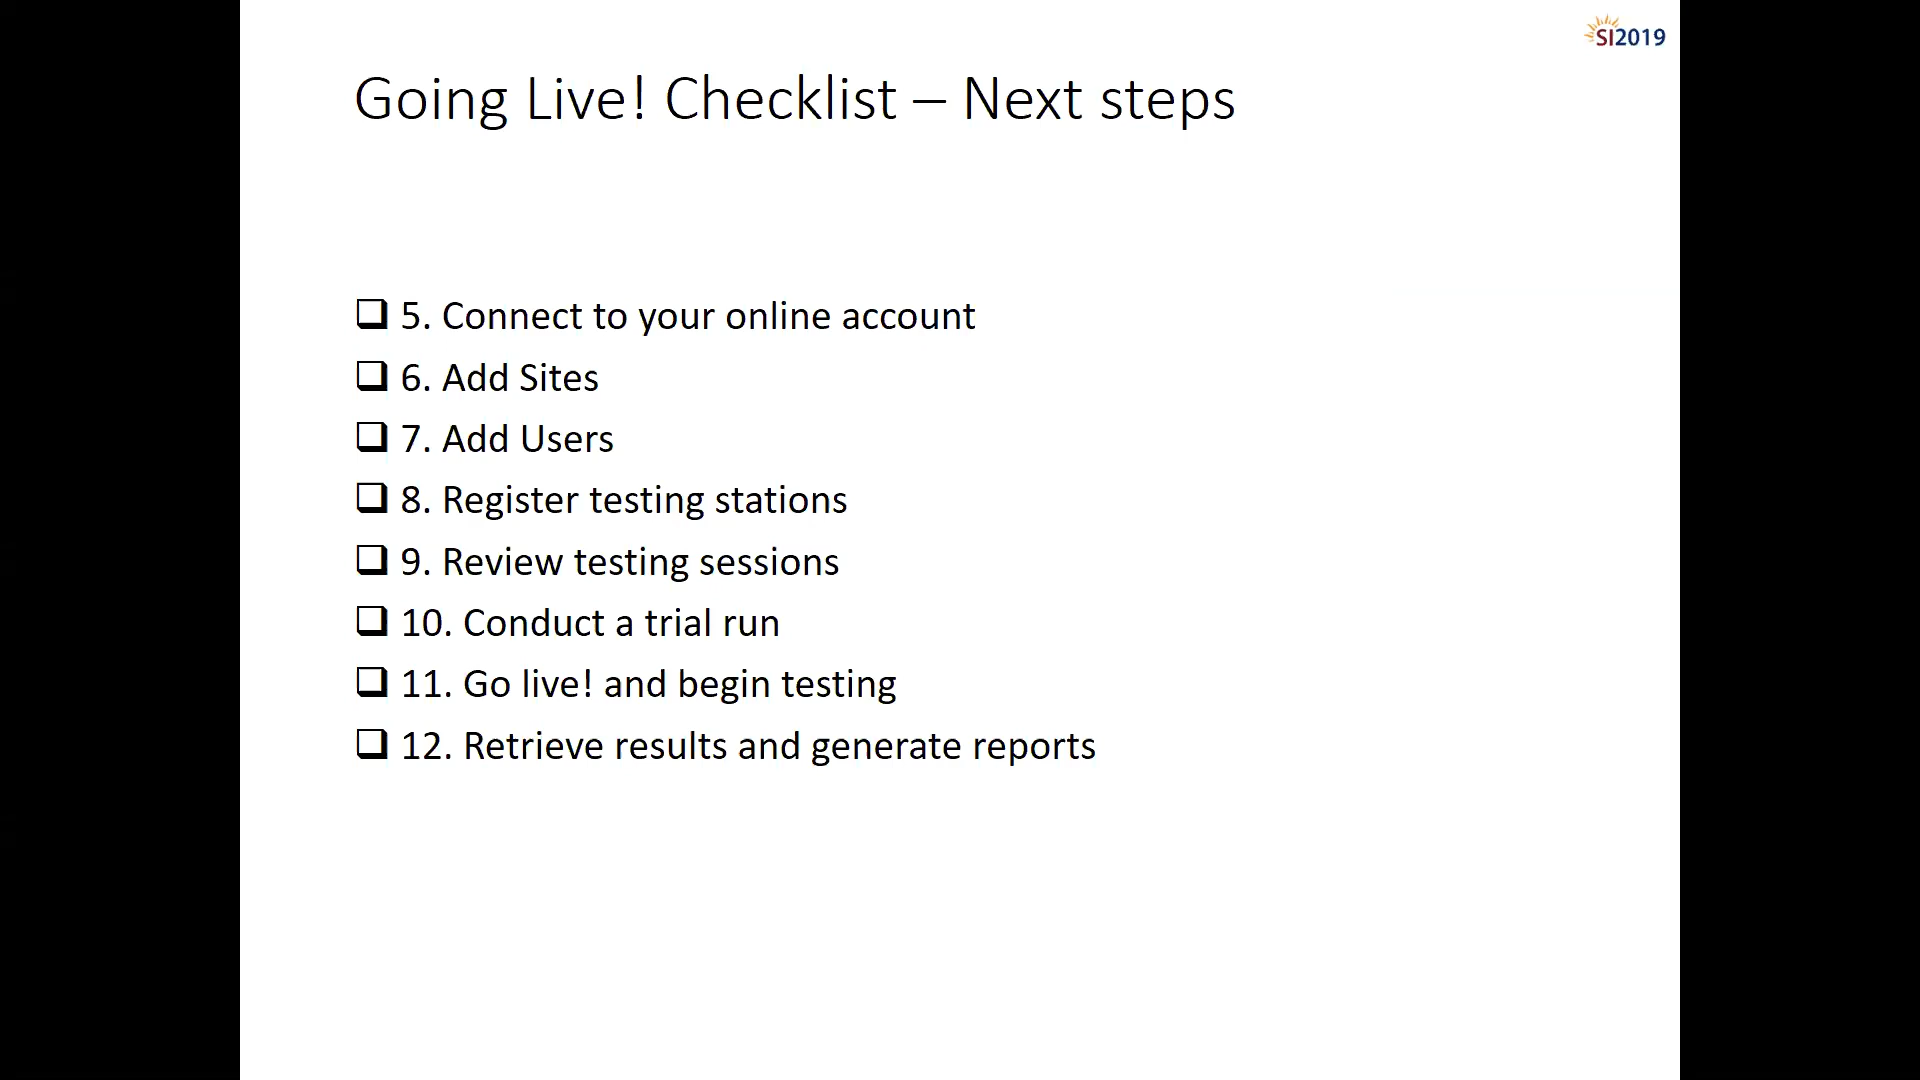 SI2019
Going Live! Checklist – Next steps
❑ 5. Connect to your online account
❑ 6. Add Sites
❑ 7. Add Users
❑ 8. Register testing stations
❑ 9. Review testing sessions
❑ 10. Conduct a trial run
❑ 11. Go live! and begin testing
❑ 12. Retrieve results and generate reports